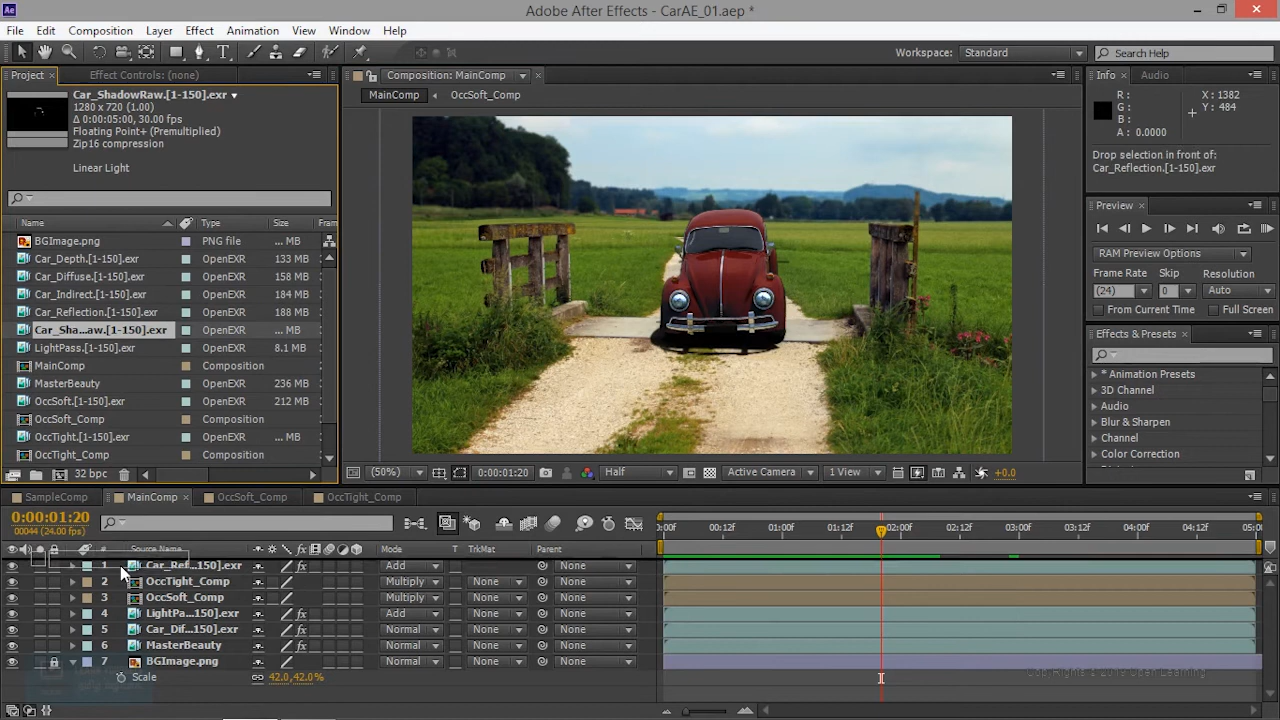 Adobe After Effects - CarAE_01.aep *
File Edit Composition Layer Effect Animation View Window Help
Workspace: Standard Search Help
Project Effect Controls: (none) Composition: MainComp Info Audio
Car_ShadowRaw.[1-150].exr
1280 x 720 (1.00)
Δ 0:00:05:00, 30.00 fps
Floating Point+ (Premultiplied)
Zip16 compression
Linear Light
MainComp OccSoft_Comp
R: X: 1382
G: Y: 484
B:
A: 0.0000
Drop selection in front of:
Car_Reflection.[1-150].exr
Preview
RAM Preview Options
Frame Rate Skip Resolution
(24) 0 Auto
From Current Time Full Screen
Effects & Presets
* Animation Presets
3D Channel
Audio
Blur & Sharpen
Channel
Color Correction
Name Type Size Fram
BGImage.png PNG file ... MB
Car_Depth.[1-150].exr OpenEXR 133 MB
Car_Diffuse.[1-150].exr OpenEXR 158 MB
Car_Indirect.[1-150].exr OpenEXR 184 MB
Car_Reflection.[1-150].exr OpenEXR 188 MB
Car_Sha...aw.[1-150].exr OpenEXR ... MB
LightPass.[1-150].exr OpenEXR 8.1 MB
MainComp Composition
MasterBeauty OpenEXR 236 MB
OccSoft.[1-150].exr OpenEXR 212 MB
OccSoft_Comp Composition
OccTight.[1-150].exr OpenEXR ... MB
OccTight_Comp Composition
32 bpc
(50%) 0:00:01:20 Half Active Camera 1 View +0.0
SampleComp MainComp OccSoft_Comp OccTight_Comp
0:00:01:20
00044 (24.00 fps)
:00f 00:12f 01:00f 01:12f 02:00f 02:12f 03:00f 03:12f 04:00f 04:12f 05:0
# Source Name Mode T TrkMat Parent
1 Car_Ref...150].exr Add None
2 OccTight_Comp Multiply None None
3 OccSoft_Comp Multiply None None
4 LightPa...150].exr Add None None
5 Car_Dif...150].exr Normal None None
6 MasterBeauty Normal None None
7 BGImage.png Normal None None
Scale 42.0,42.0%